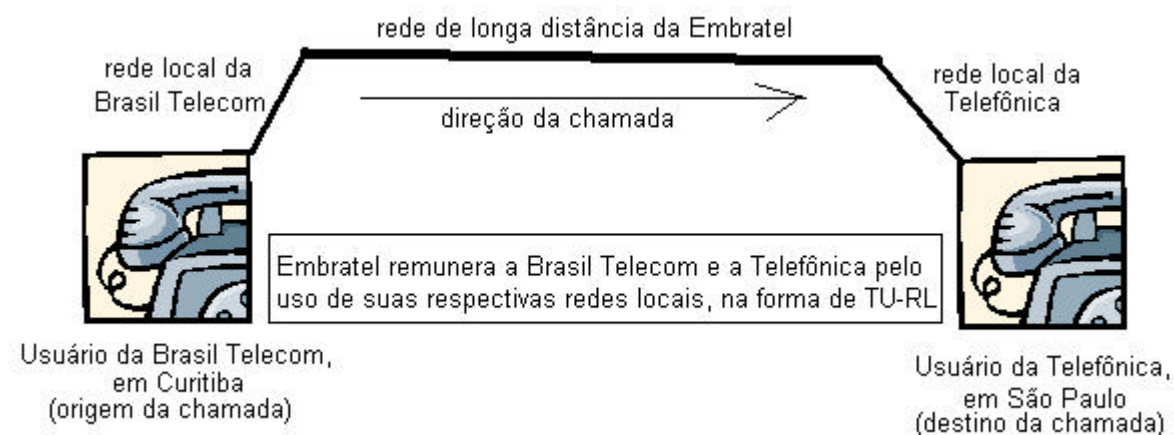 rede de longa distância da Embratel
rede local da
Brasil Telecom
rede local da
Telefônica
direção da chamada
Embratel remunera a Brasil Telecom e a Telefônica pelo
uso de suas respectivas redes locais, na forma de TU-RL
Usuário da Brasil Telecom,
em Curitiba
(origem da chamada)
Usuário da Telefônica,
em São Paulo
(destino da chamada)